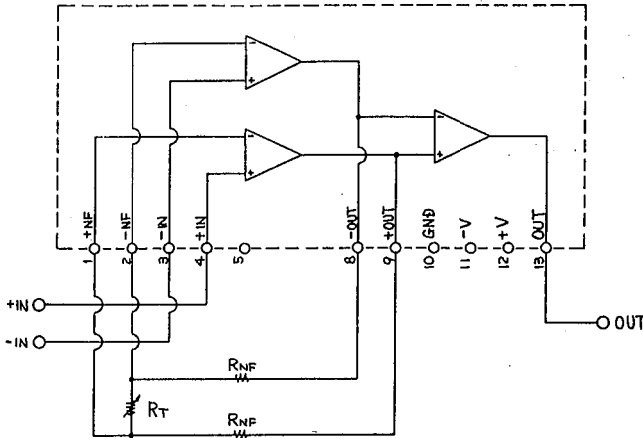 -
+
-
+
-
+
+NF
-NF
-IN
+IN
-OUT
+OUT
GND
-V
+V
OUT
1
2
3
4
5
8
9
10
11
12
13
+IN
-IN
OUT
RNF
RT
RNF